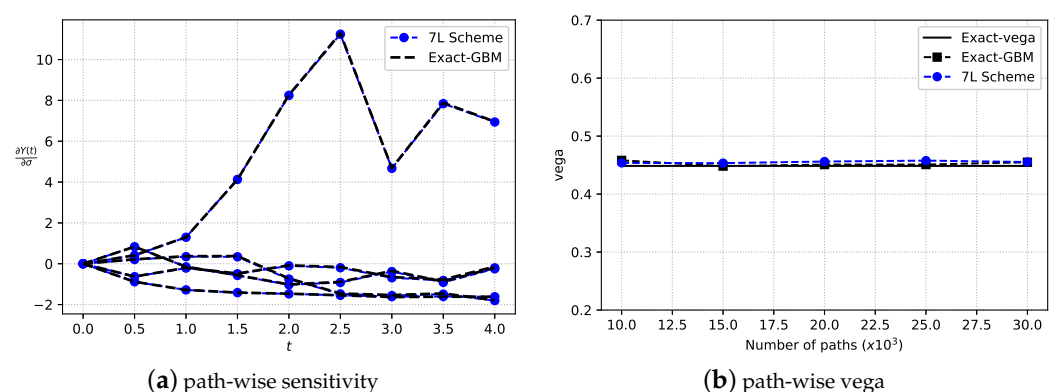 7L Scheme
Exact-GBM
10
8
6
4
2
0
−2
∂Y(t)
∂σ
0.0 0.5 1.0 1.5 2.0 2.5 3.0 3.5 4.0
t
(a) path-wise sensitivity
0.7
0.6
0.5
0.4
0.3
0.2
vega
Exact-vega
Exact-GBM
7L Scheme
10.0 12.5 15.0 17.5 20.0 22.5 25.0 27.5 30.0
Number of paths (x10³)
(b) path-wise vega